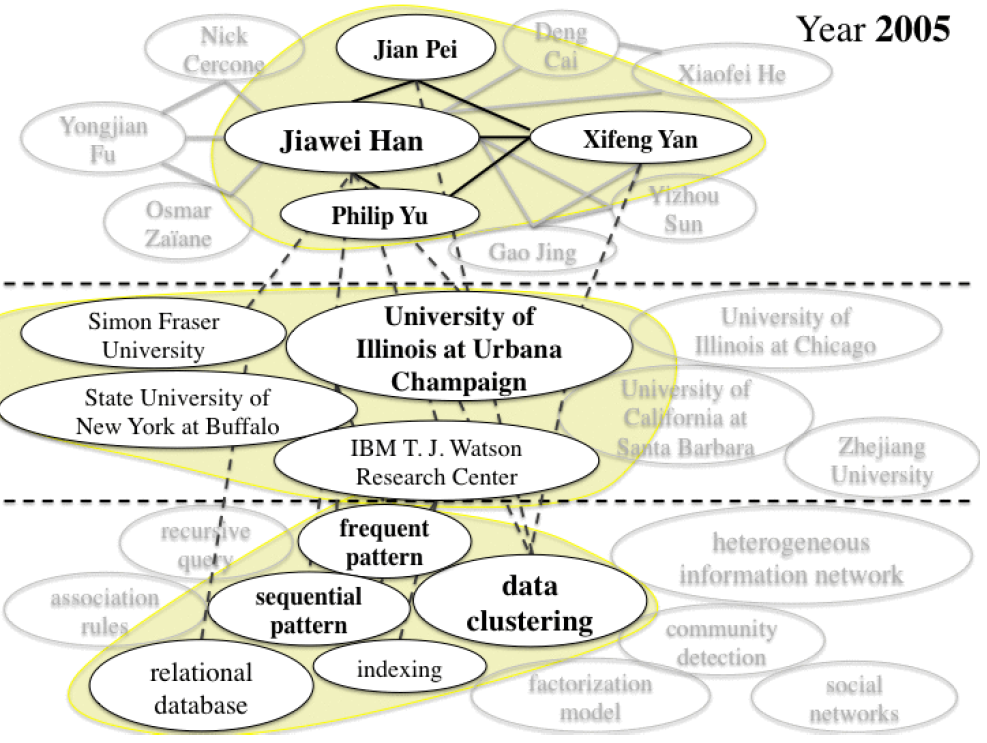 Year 2005
Nick
Cercone
Jian Pei
Deng
Cai
Xiaofei He
Yongjian
Fu
Jiawei Han
Xifeng Yan
Osmar
Zaïane
Philip Yu
Yizhou
Sun
Gao Jing
Simon Fraser
University
University of
Illinois at Urbana
Champaign
University of
Illinois at Chicago
State University of
New York at Buffalo
University of
California at
Santa Barbara
IBM T. J. Watson
Research Center
Zhejiang
University
recursive
query
frequent
pattern
heterogeneous
information network
association
rules
sequential
pattern
data
clustering
community
detection
relational
database
indexing
factorization
model
social
networks